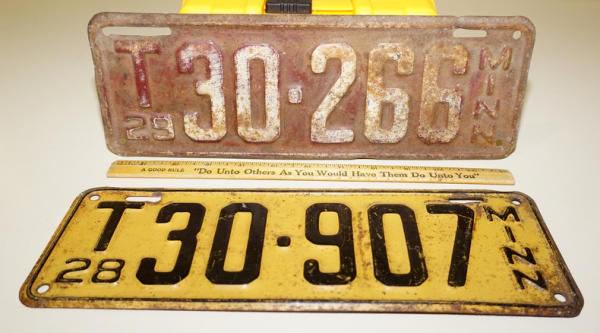 T 30·266 MINN
29
A GOOD RULE "Do Unto Others As You Would Have Them Do Unto You"
T 30·907 MINN
28